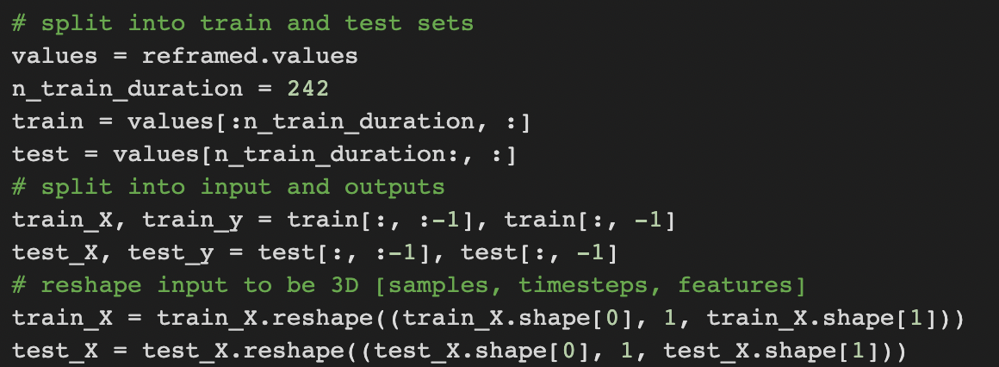 # split into train and test sets
values = reframed.values
n_train_duration = 242
train = values[:n_train_duration, :]
test = values[n_train_duration:, :]
# split into input and outputs
train_X, train_y = train[:, :-1], train[:, -1]
test_X, test_y = test[:, :-1], test[:, -1]
# reshape input to be 3D [samples, timesteps, features]
train_X = train_X.reshape((train_X.shape[0], 1, train_X.shape[1]))
test_X = test_X.reshape((test_X.shape[0], 1, test_X.shape[1]))